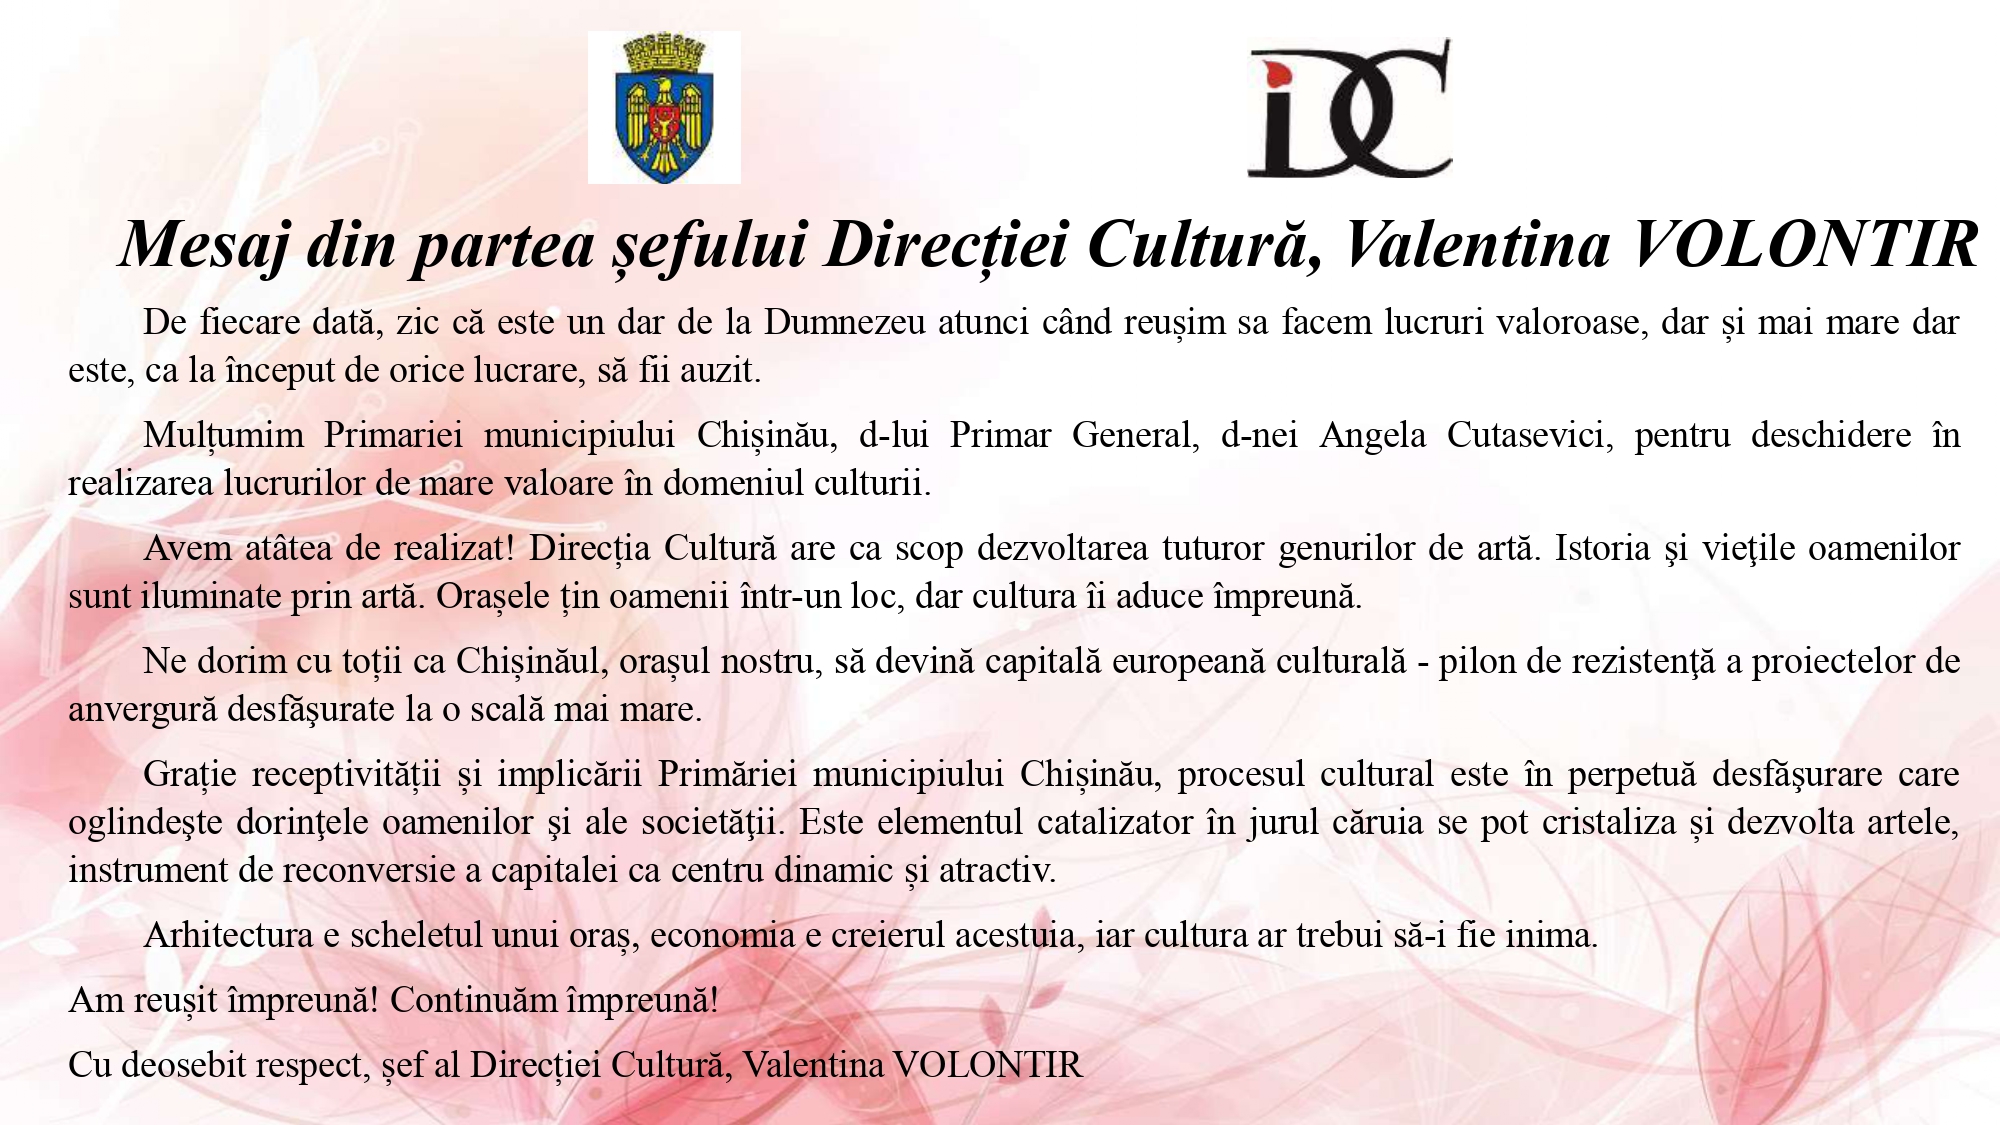 DC
Mesaj din partea șefului Direcției Cultură, Valentina VOLONTIR
De fiecare dată, zic că este un dar de la Dumnezeu atunci când reușim sa facem lucruri valoroase, dar și mai mare dar
este, ca la început de orice lucrare, să fii auzit.
Mulțumim Primariei municipiului Chișinău, d-lui Primar General, d-nei Angela Cutasevici, pentru deschidere în
realizarea lucrurilor de mare valoare în domeniul culturii.
Avem atâtea de realizat! Direcția Cultură are ca scop dezvoltarea tuturor genurilor de artă. Istoria şi vieţile oamenilor
sunt iluminate prin artă. Orașele țin oamenii într-un loc, dar cultura îi aduce împreună.
Ne dorim cu toții ca Chișinăul, orașul nostru, să devină capitală europeană culturală - pilon de rezistenţă a proiectelor de
anvergură desfăşurate la o scală mai mare.
Grație receptivității și implicării Primăriei municipiului Chișinău, procesul cultural este în perpetuă desfăşurare care
oglindeşte dorinţele oamenilor şi ale societăţii. Este elementul catalizator în jurul căruia se pot cristaliza și dezvolta artele,
instrument de reconversie a capitalei ca centru dinamic și atractiv.
Arhitectura e scheletul unui oraș, economia e creierul acestuia, iar cultura ar trebui să-i fie inima.
Am reușit împreună! Continuăm împreună!
Cu deosebit respect, șef al Direcției Cultură, Valentina VOLONTIR